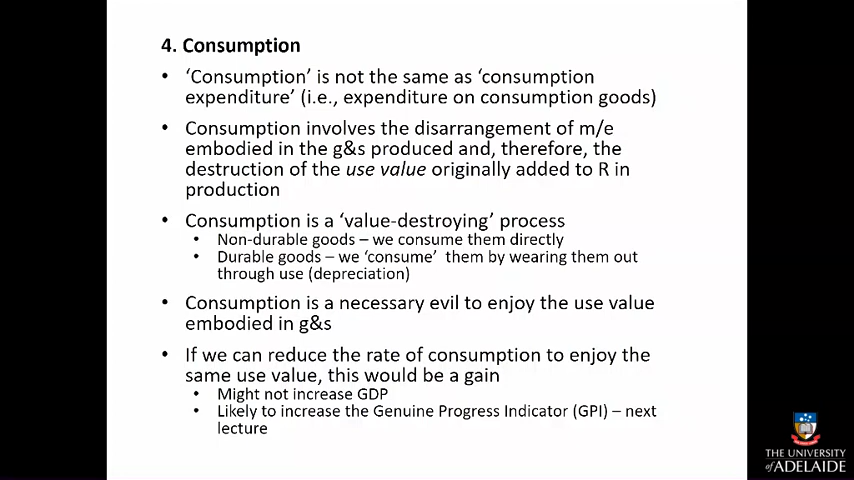 4. Consumption
• ‘Consumption’ is not the same as ‘consumption
expenditure’ (i.e., expenditure on consumption goods)
• Consumption involves the disarrangement of m/e
embodied in the g&s produced and, therefore, the
destruction of the use value originally added to R in
production
• Consumption is a ‘value-destroying’ process
• Non-durable goods – we consume them directly
• Durable goods – we ‘consume’ them by wearing them out
through use (depreciation)
• Consumption is a necessary evil to enjoy the use value
embodied in g&s
• If we can reduce the rate of consumption to enjoy the
same use value, this would be a gain
• Might not increase GDP
• Likely to increase the Genuine Progress Indicator (GPI) – next
lecture
THE UNIVERSITY
of ADELAIDE